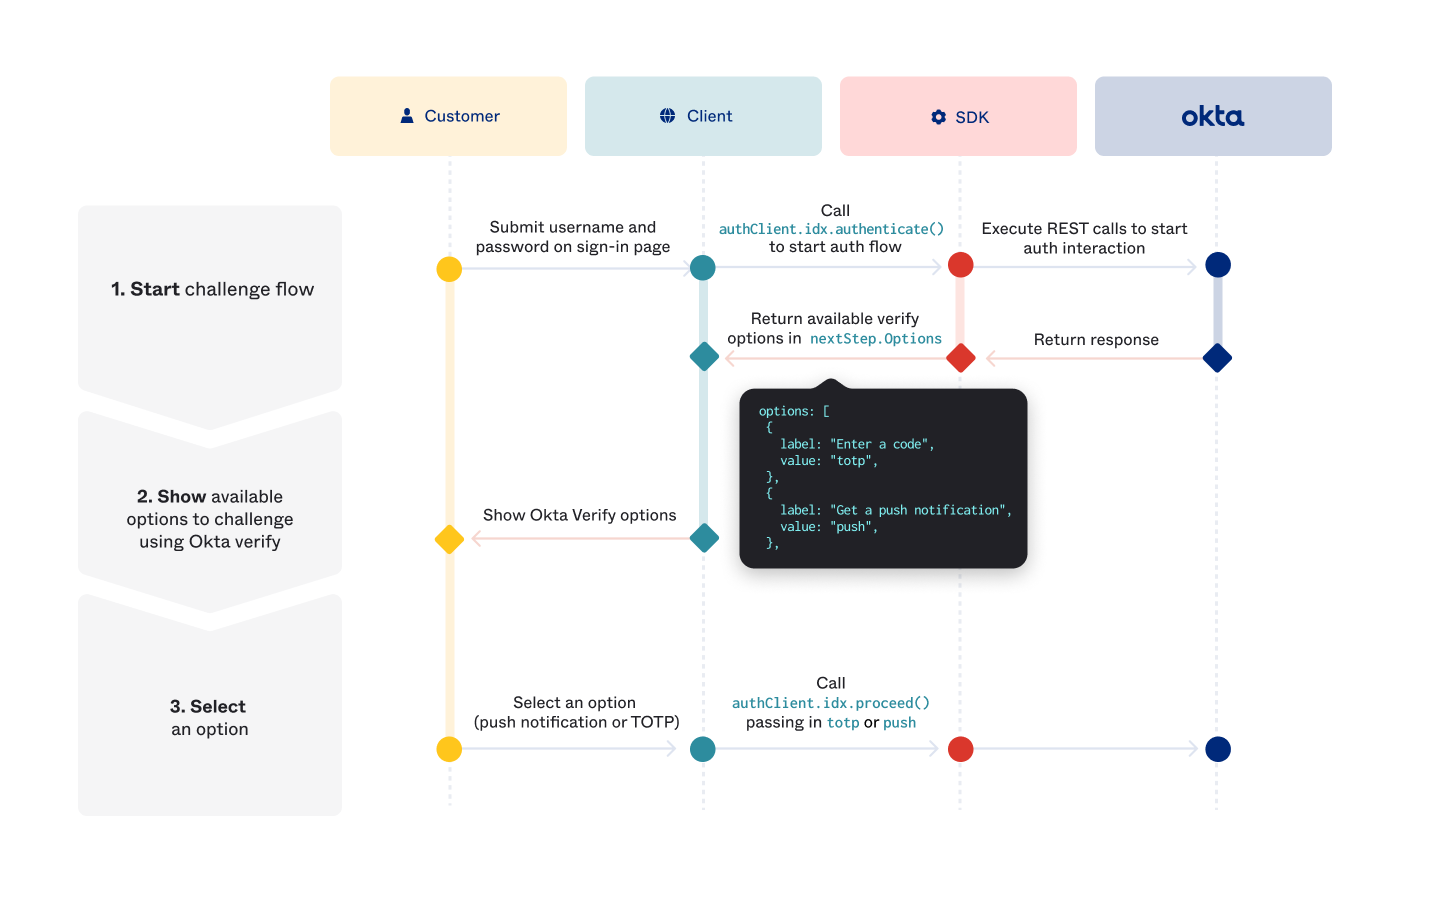 Customer
Client
SDK
okta
1. Start challenge flow
Submit username and
password on sign-in page
Call
authClient.idx.authenticate()
to start auth flow
Execute REST calls to start
auth interaction
Return available verify
options in nextStep.Options
Return response
options: [
{
label: "Enter a code",
value: "totp",
},
{
label: "Get a push notification",
value: "push",
},
2. Show available
options to challenge
using Okta verify
Show Okta Verify options
3. Select
an option
Select an option
(push notification or TOTP)
Call
authClient.idx.proceed()
passing in totp or push